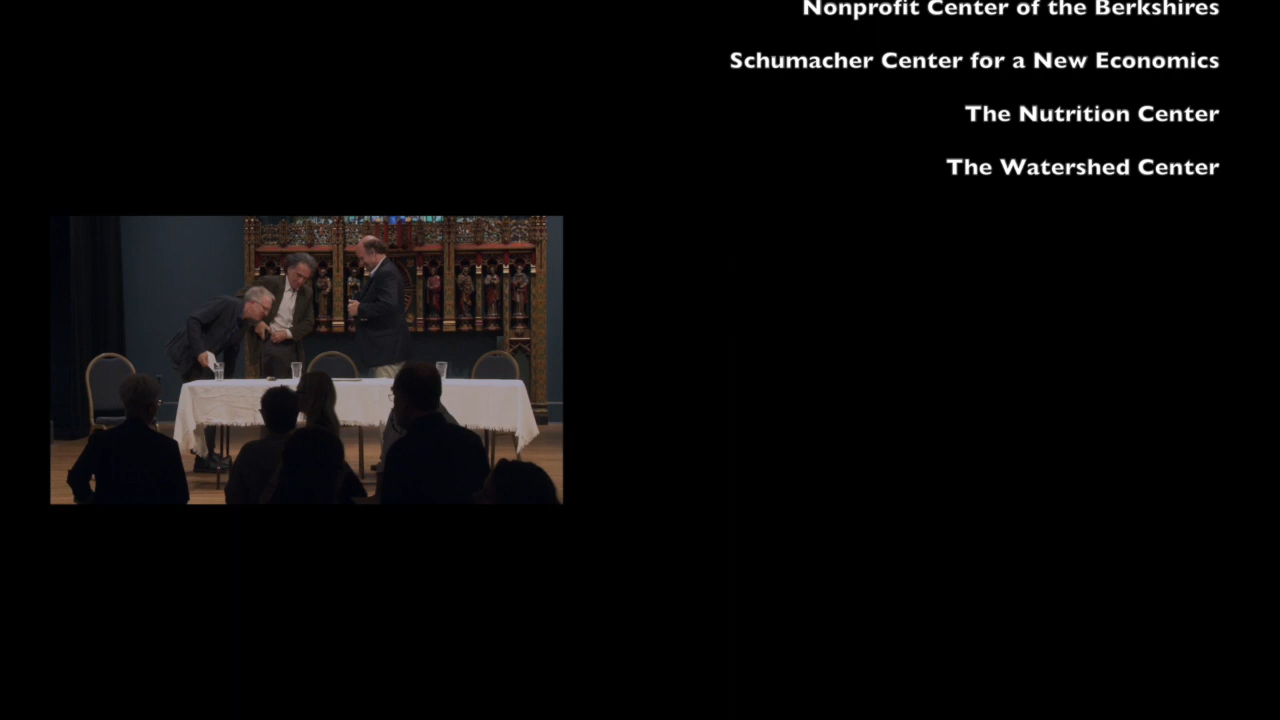 Nonprofit Center of the Berkshires
Schumacher Center for a New Economics
The Nutrition Center
The Watershed Center